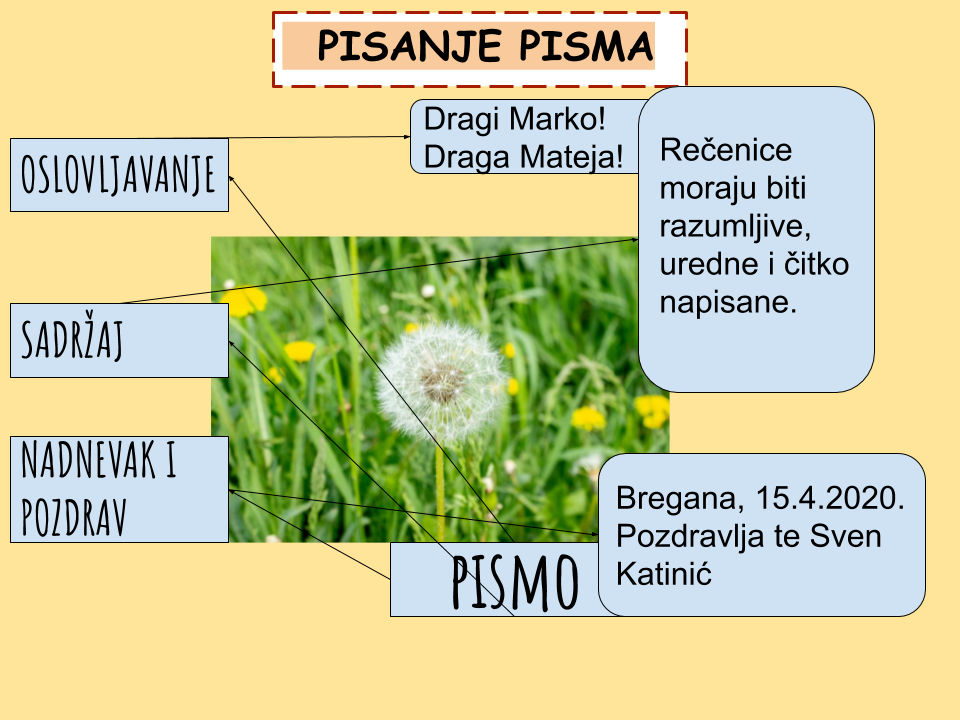 PISANJE PISMA
OSLOVLJAVANJE
Dragi Marko!
Draga Mateja!
SADRŽAJ
Rečenice
moraju biti
razumljive,
uredne i čitko
napisane.
NADNEVAK I
POZDRAV
Bregana, 15.4.2020.
Pozdravlja te Sven
Katinić
PISMO